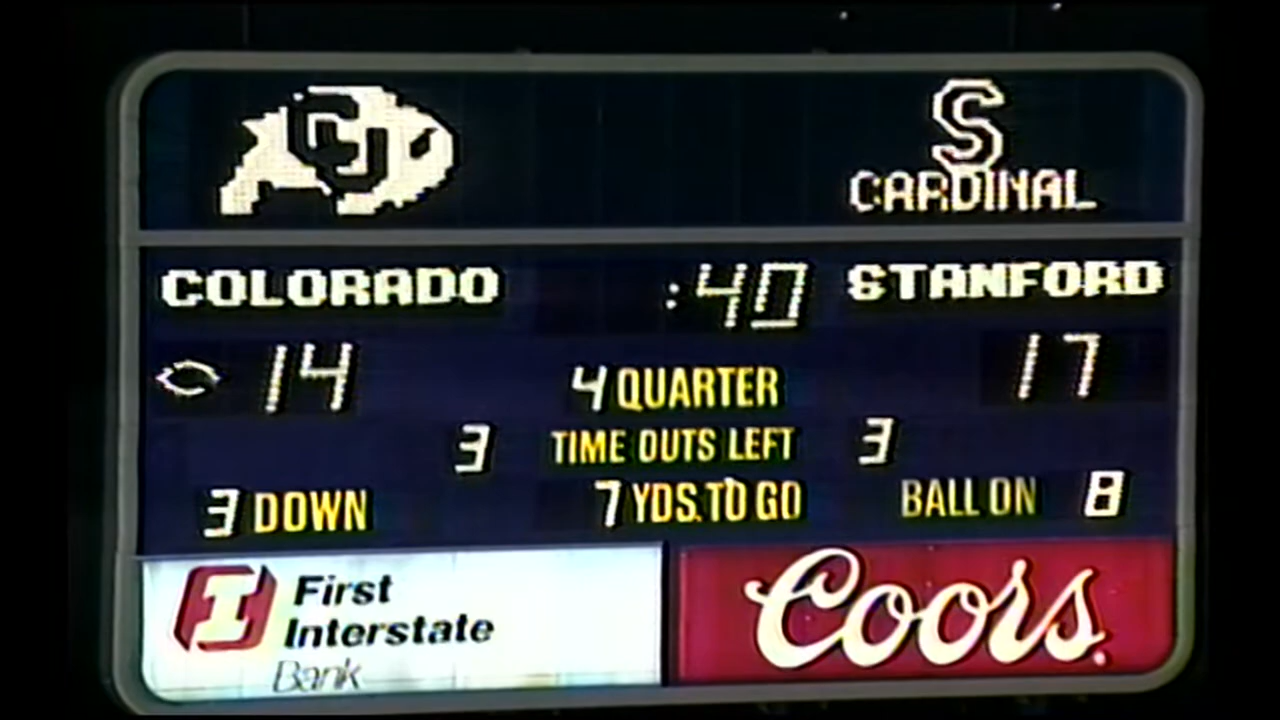 CU
S
CARDINAL
COLORADO :40 STANFORD
14 4 QUARTER 17
3 TIME OUTS LEFT 3
3 DOWN 7 YDS. TO GO BALL ON 8
I First
Interstate
Bank
Coors.